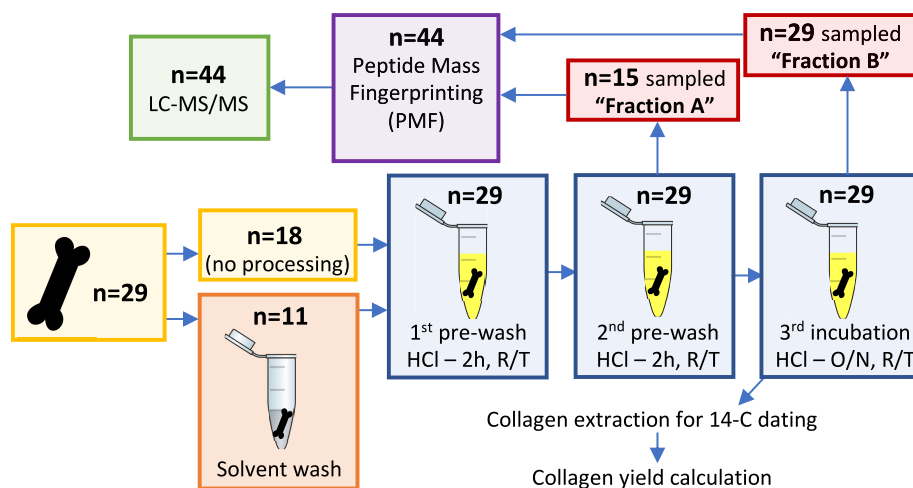 n=29 sampled
“Fraction B”
n=15 sampled
“Fraction A”
n=44
Peptide Mass
Fingerprinting
(PMF)
n=44
LC-MS/MS
n=29
n=18
(no processing)
n=11
Solvent wash
n=29
1st pre-wash
HCl – 2h, R/T
n=29
2nd pre-wash
HCl – 2h, R/T
n=29
3rd incubation
HCl – O/N, R/T
Collagen extraction for 14-C dating
Collagen yield calculation